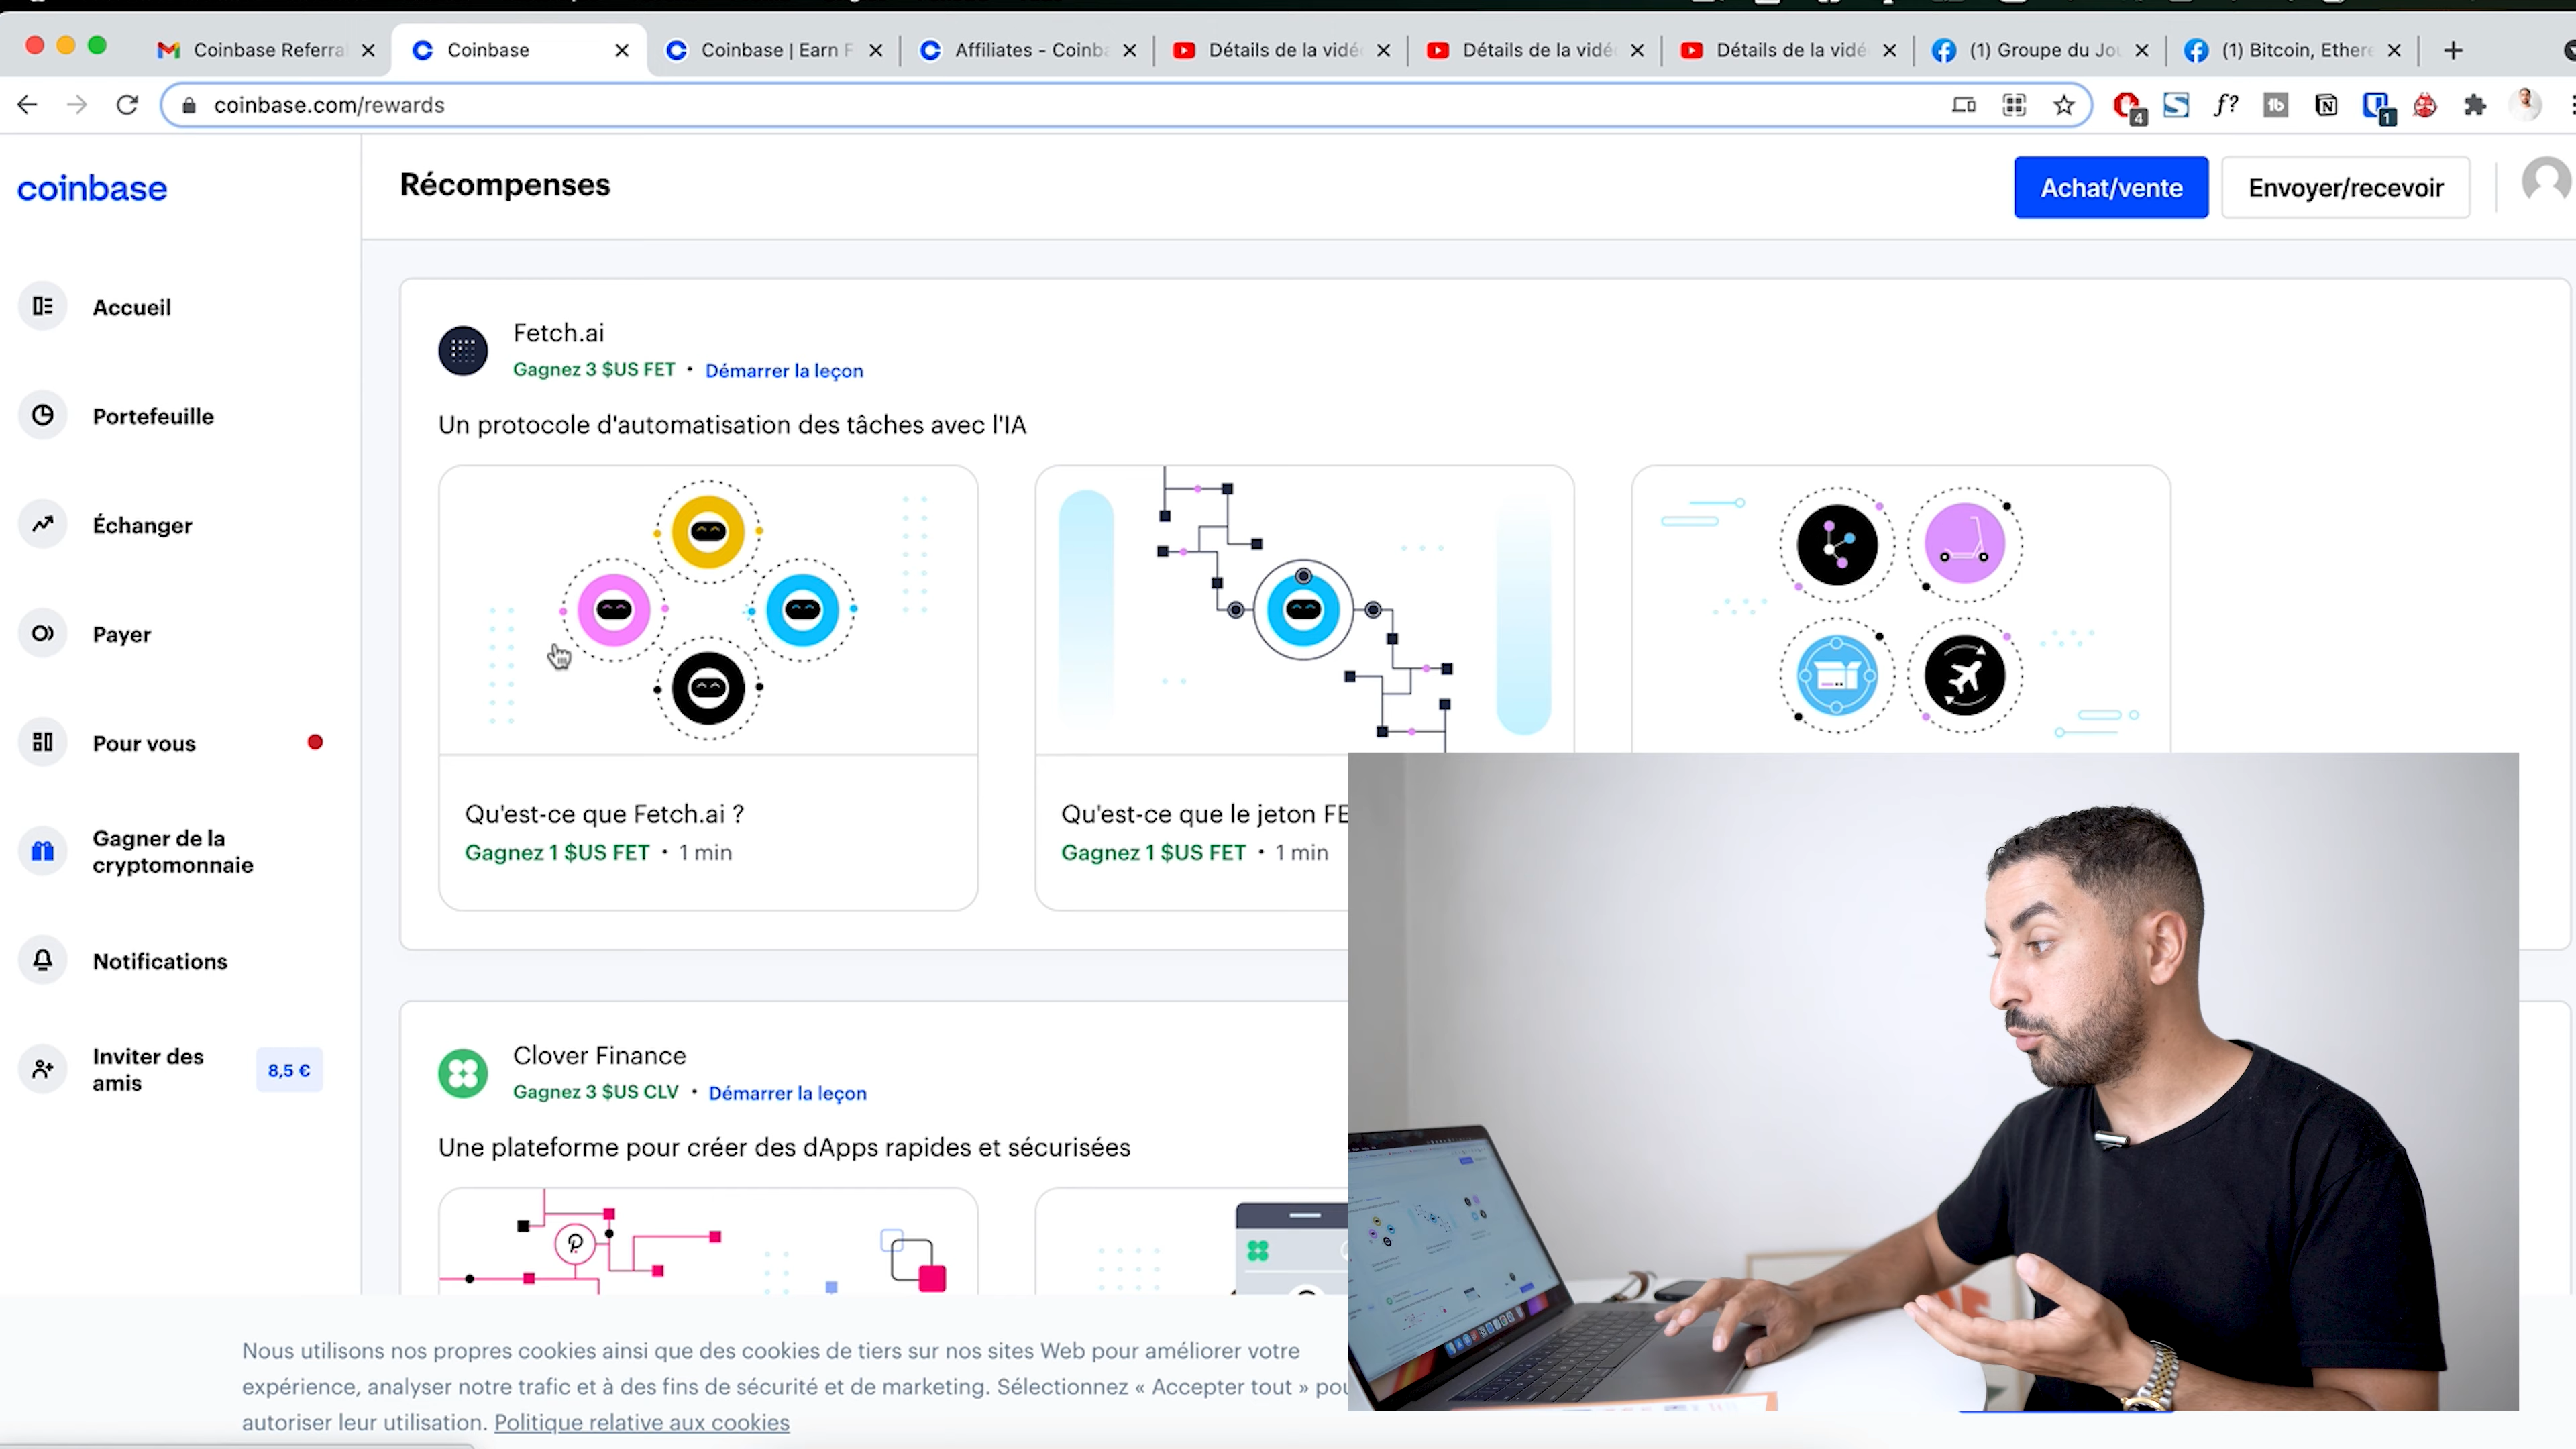 Coinbase Referra
Coinbase
Coinbase | Earn F
Affiliates - Coinba
Détails de la vidé
Détails de la vidé
Détails de la vidé
(1) Groupe du Jou
(1) Bitcoin, Ethere
coinbase.com/rewards
4
f?
tb
N
1
coinbase
Récompenses
Achat/vente
Envoyer/recevoir
Accueil
Portefeuille
Échanger
Payer
Pour vous
Gagner de la
cryptomonnaie
Notifications
Inviter des
amis
8,5 €
Fetch.ai
Gagnez 3 $US FET • Démarrer la leçon
Un protocole d'automatisation des tâches avec l'IA
Qu'est-ce que Fetch.ai ?
Gagnez 1 $US FET • 1 min
Qu'est-ce que le jeton FE
Gagnez 1 $US FET • 1 min
Clover Finance
Gagnez 3 $US CLV • Démarrer la leçon
Une plateforme pour créer des dApps rapides et sécurisées
Nous utilisons nos propres cookies ainsi que des cookies de tiers sur nos sites Web pour améliorer votre
expérience, analyser notre trafic et à des fins de sécurité et de marketing. Sélectionnez « Accepter tout » pou
autoriser leur utilisation. Politique relative aux cookies